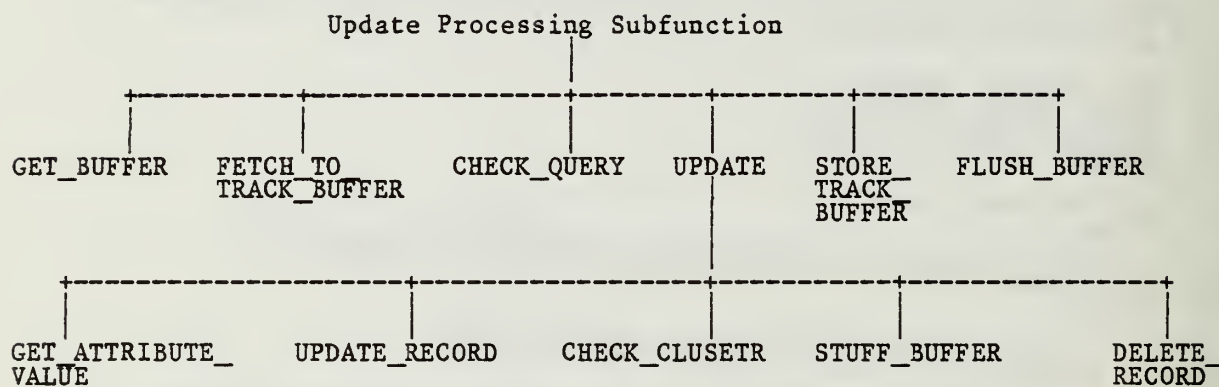 Update Processing Subfunction
GET_BUFFER FETCH_TO_ CHECK_QUERY UPDATE STORE_ FLUSH_BUFFER
TRACK_BUFFER TRACK_
BUFFER
GET_ATTRIBUTE_ UPDATE_RECORD CHECK_CLUSETR STUFF_BUFFER DELETE_
VALUE RECORD